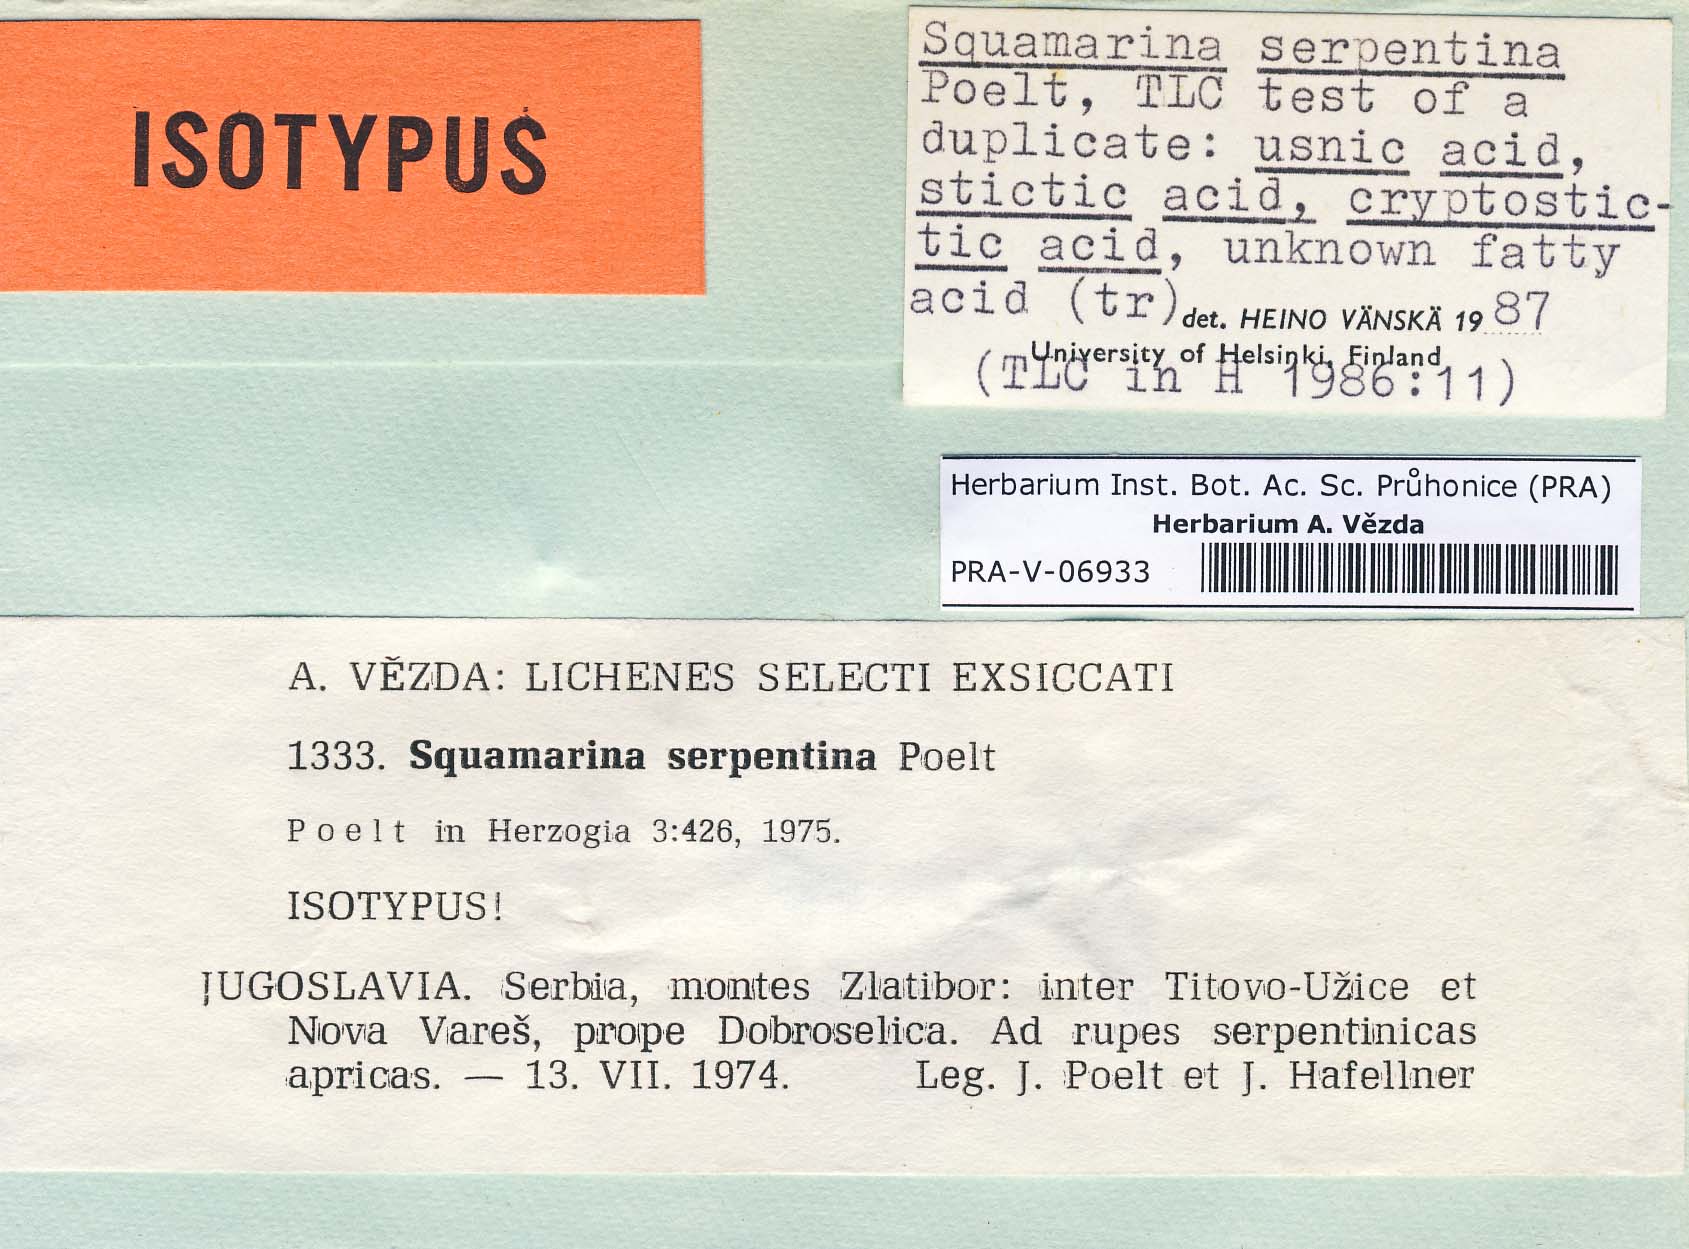 ISOTYPUS
Squamarina serpentina
Poelt, TLC test of a
duplicate: usnic acid,
stictic acid, cryptostic-
tic acid, unknown fatty
acid (tr) det. HEINO VÄNSKÄ 1987
University of Helsinki, Finland
(TLC in H 1986:11)
Herbarium Inst. Bot. Ac. Sc. Průhonice (PRA)
Herbarium A. Vězda
PRA-V-06933
A. VĚZDA: LICHENES SELECTI EXSICCATI
1333. Squamarina serpentina Poelt
Poelt in Herzogia 3:426, 1975.
ISOTYPUS!
JUGOSLAVIA. Serbia, montes Zlatibor: inter Titovo-Užice et
Nova Vareš, prope Dobroselica. Ad rupes serpentinicas
apricas. — 13. VII. 1974. Leg. J. Poelt et J. Hafellner